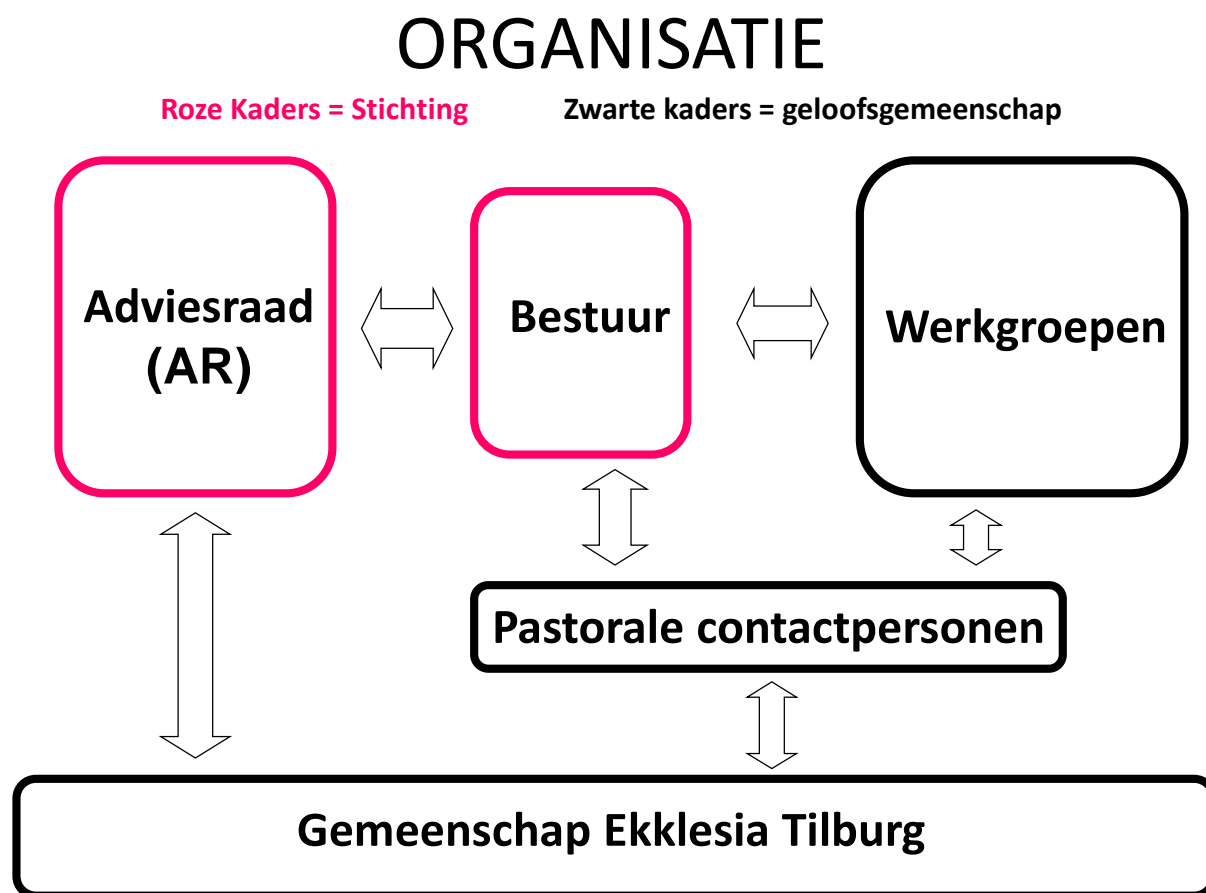 ORGANISATIE
Roze Kaders = Stichting
Zwarte kaders = geloofsgemeenschap
Adviesraad
(AR)
Bestuur
Werkgroepen
Pastorale contactpersonen
Gemeenschap Ekklesia Tilburg